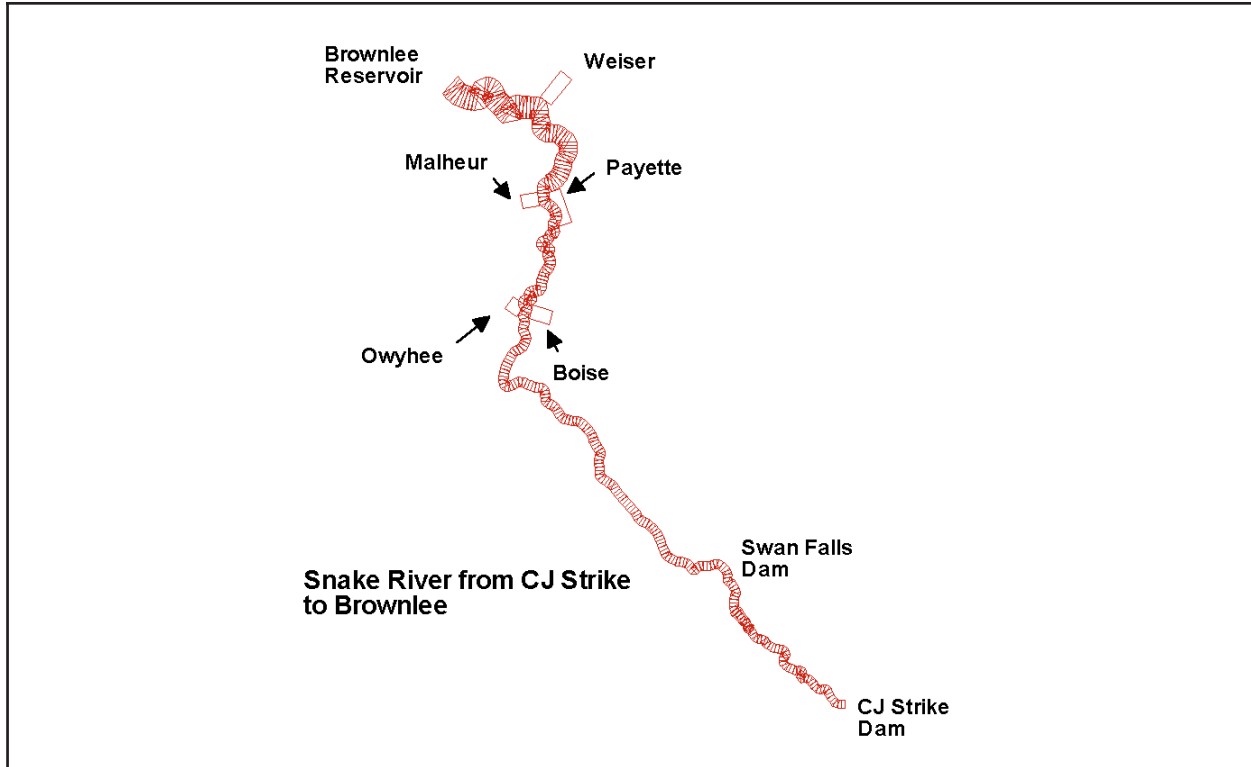 Brownlee
Reservoir
Weiser
Malheur
Payette
Owyhee
Boise
Swan Falls
Dam
Snake River from CJ Strike
to Brownlee
CJ Strike
Dam